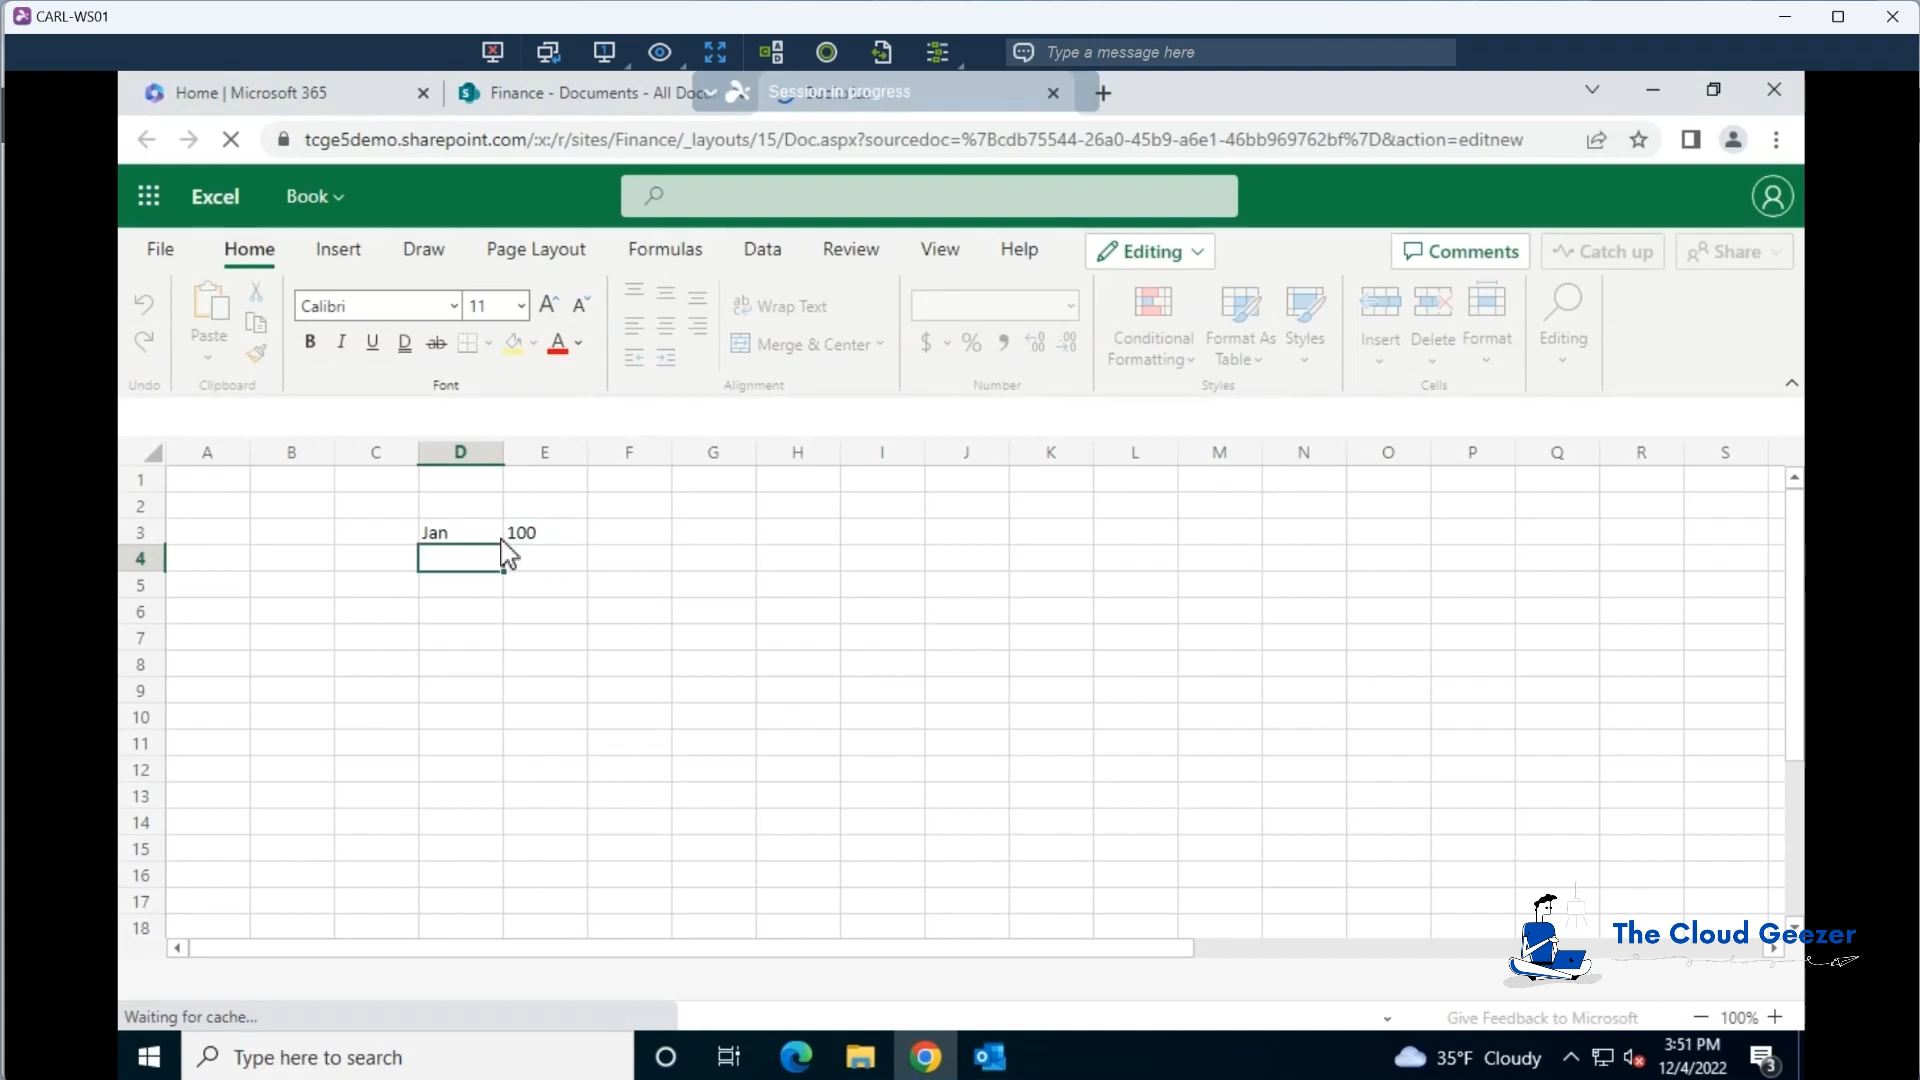 CARL-WS01
Type a message here
Home | Microsoft 365
Finance - Documents - All Doc
Session in progress
tcge5demo.sharepoint.com/:x:/r/sites/Finance/_layouts/15/Doc.aspx?sourcedoc=%7Bcdb75544-26a0-45b9-a6e1-46bb969762bf%7D&action=editnew
Excel
Book
File
Home
Insert
Draw
Page Layout
Formulas
Data
Review
View
Help
Editing
Comments
Catch up
Share
Paste
Calibri
11
A A
B I U D ab A
ab Wrap Text
Merge & Center
$ % 9 .00 .00
Conditional
Formatting
Format As
Table
Styles
Insert
Delete
Format
Editing
Undo
Clipboard
Font
Alignment
Number
Styles
Cells
A B C D E F G H I J K L M N O P Q R S
1
2
3 Jan 100
4
5
6
7
8
9
10
11
12
13
14
15
16
17
18
The Cloud Geezer
Waiting for cache...
Give Feedback to Microsoft
100%
Type here to search
35°F Cloudy
3:51 PM
12/4/2022
3